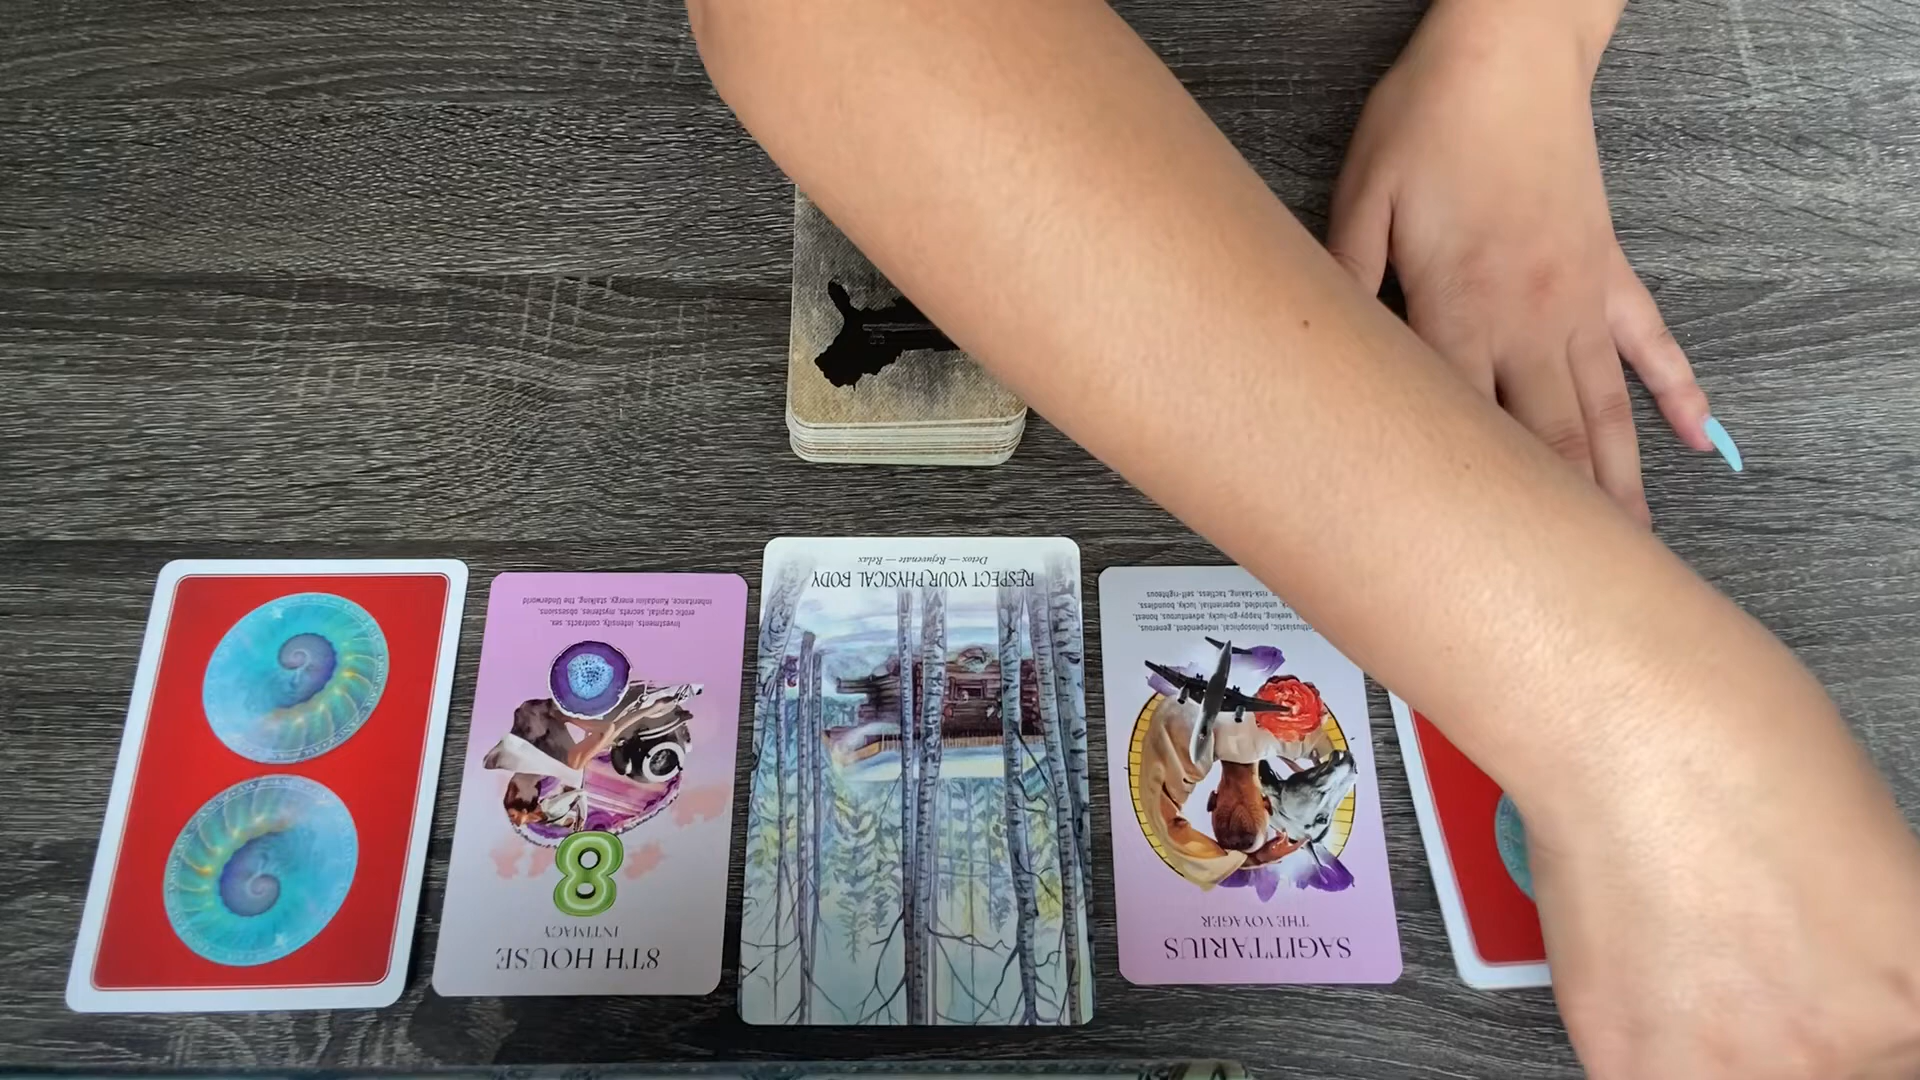 8TH HOUSE
INTIMACY
8
Investments, intensity, contracts, sex,
erotic capital, secrets, mysteries, obsessions,
inheritance, Kundalini energy, stalking, the Underworld
RESPECT YOUR PHYSICAL BODY
Detox — Rejuvenate — Relax
SAGITTARIUS
THE VOYAGER
philosophical, independent, generous,
seeking, happy-go-lucky, adventurous, honest,
unbridled, experiential, lucky, boundless,
risk-taking, tactless, self-righteous